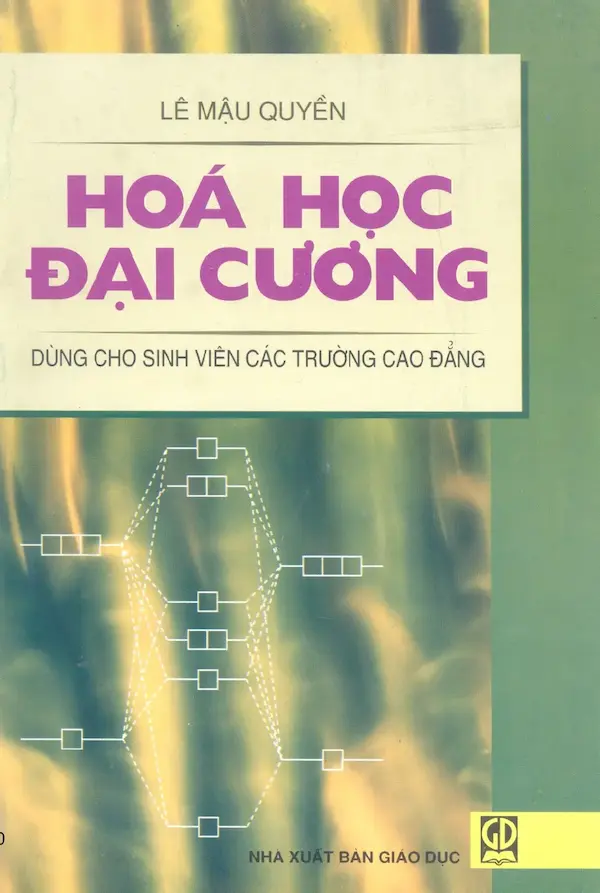 LÊ MẬU QUYỀN
HOÁ HỌC
ĐẠI CƯƠNG
DÙNG CHO SINH VIÊN CÁC TRƯỜNG CAO ĐẲNG
0
NHÀ XUẤT BẢN GIÁO DỤC
GD